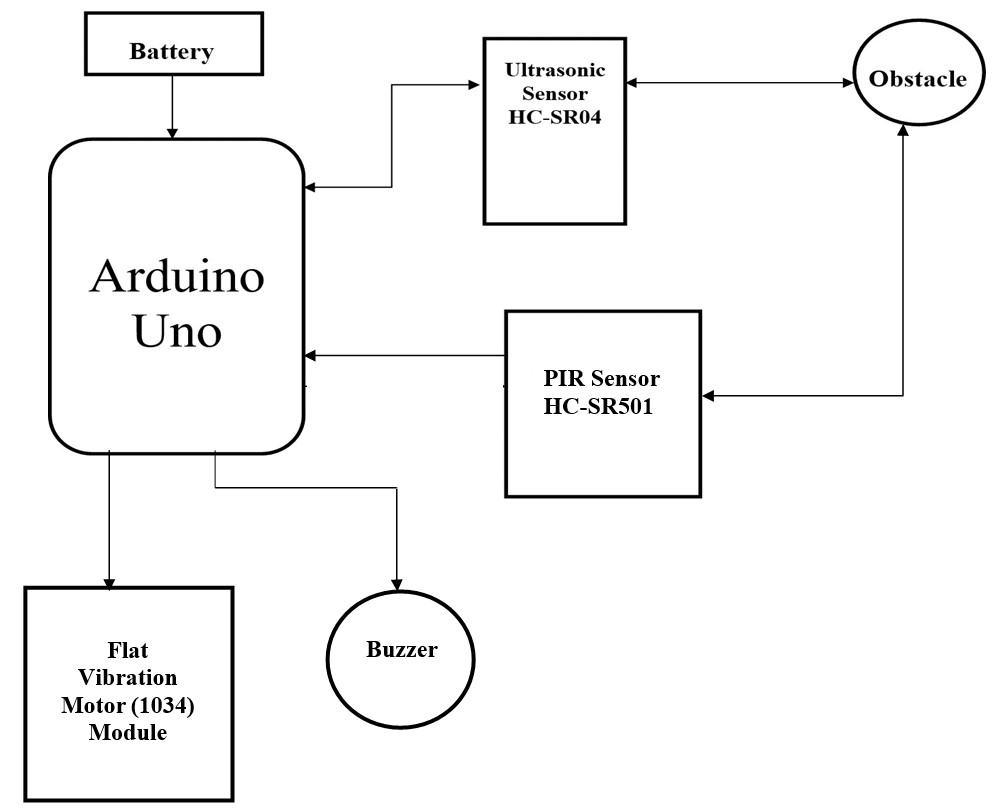 Battery
Ultrasonic
Sensor
HC-SR04
Obstacle
Arduino
Uno
PIR Sensor
HC-SR501
Flat
Vibration
Motor (1034)
Module
Buzzer